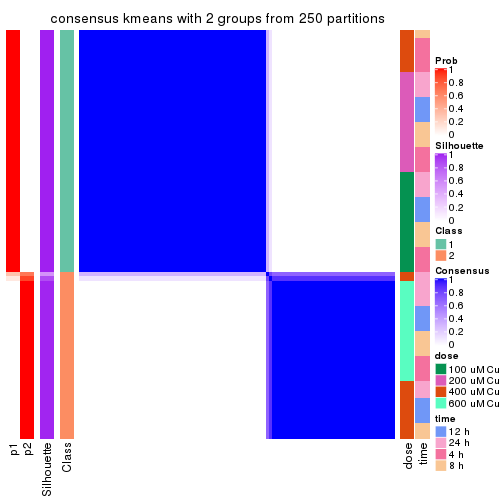 consensus kmeans with 2 groups from 250 partitions
Prob
1
0.8
0.6
0.4
0.2
0
Silhouette
1
0.8
0.6
0.4
0.2
0
Class
1
2
Consensus
1
0.8
0.6
0.4
0.2
0
dose
100 uM Cu
200 uM Cu
400 uM Cu
600 uM Cu
time
12 h
24 h
4 h
8 h
p1
p2
Silhouette
Class
dose
time